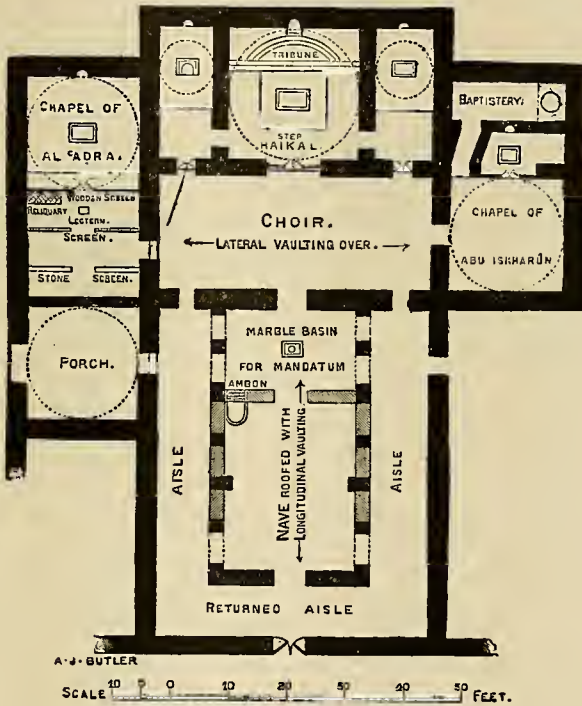 TRIBUNE
STEP
HAIKAL.
CHAPEL OF
AL ʿADRA.
BAPTISTERY.
WOODEN SCREEN
RELIQUARY
LECTERN.
SCREEN.
STONE SCREEN.
CHOIR.
LATERAL VAULTING OVER.
CHAPEL OF
ABU ISKHARÛN
PORCH.
MARBLE BASIN
FOR MANDATUM
AMBON
AISLE
NAVE ROOFED WITH
LONGITUDINAL VAULTING
AISLE
RETURNED AISLE
A·J·BUTLER
SCALE 10 5 0 10 20 30 40 50 FEET.